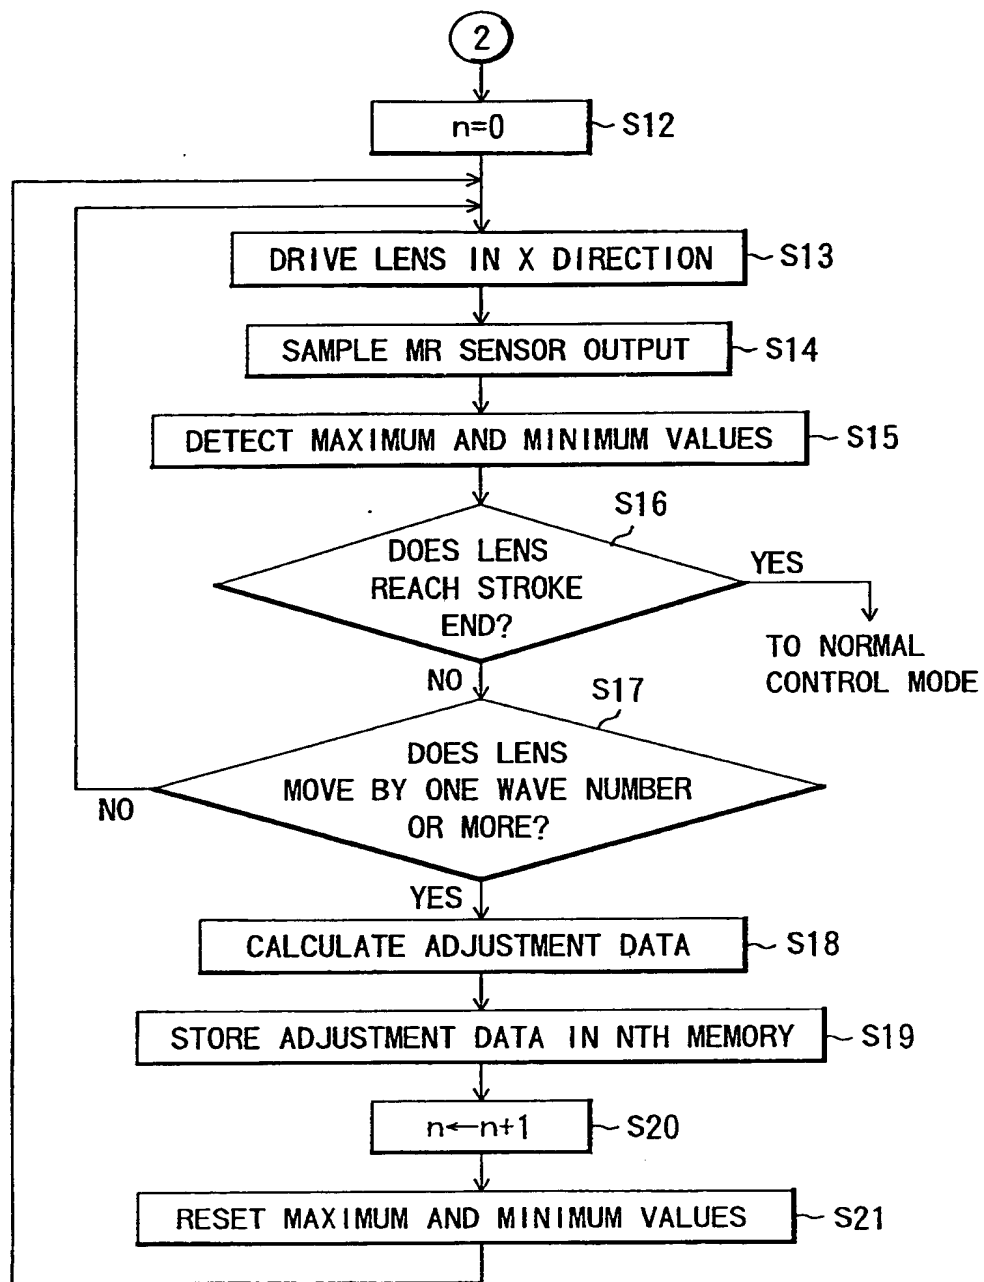 2
n=0 S12
DRIVE LENS IN X DIRECTION S13
SAMPLE MR SENSOR OUTPUT S14
DETECT MAXIMUM AND MINIMUM VALUES S15
S16
DOES LENS
REACH STROKE
END?
YES
TO NORMAL
CONTROL MODE
NO
S17
DOES LENS
MOVE BY ONE WAVE NUMBER
OR MORE?
NO
YES
CALCULATE ADJUSTMENT DATA S18
STORE ADJUSTMENT DATA IN NTH MEMORY S19
n←n+1 S20
RESET MAXIMUM AND MINIMUM VALUES S21